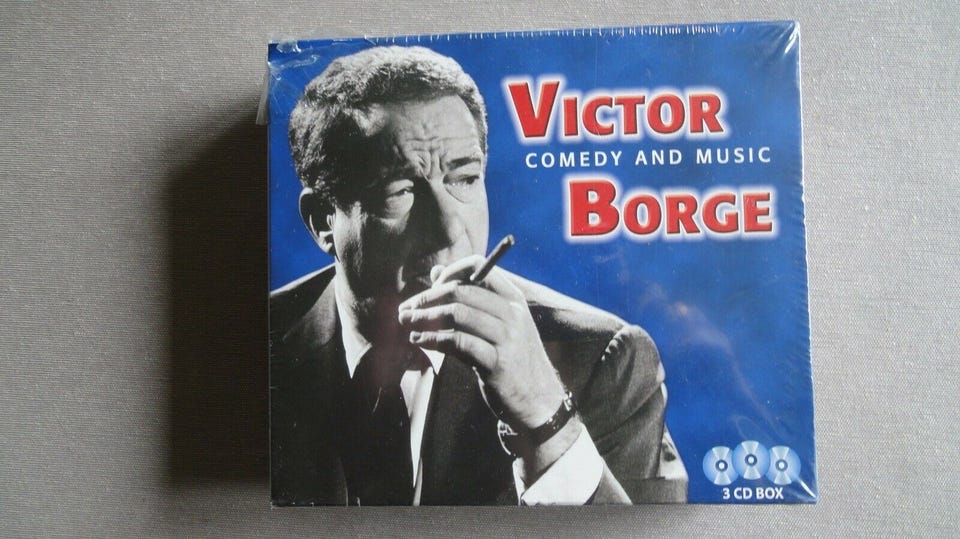 VICTOR
COMEDY AND MUSIC
BORGE
3 CD BOX